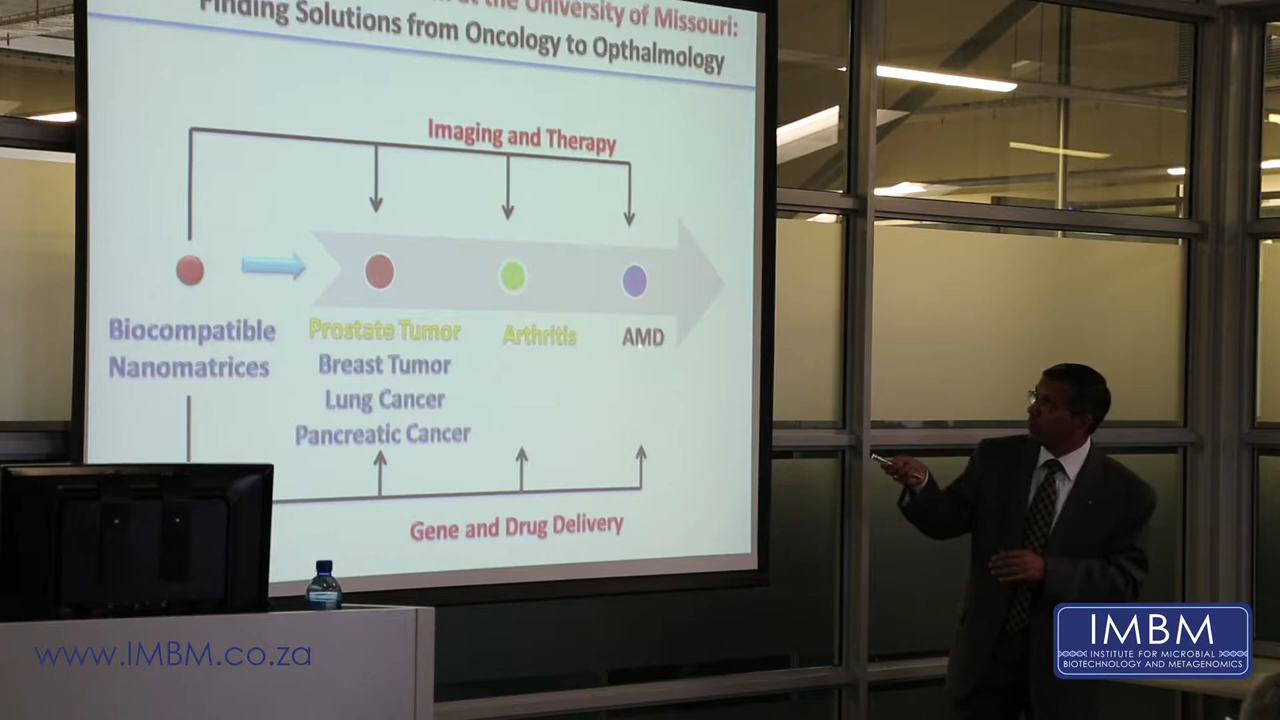 at the University of Missouri:
Finding Solutions from Oncology to Opthalmology
Imaging and Therapy
Biocompatible
Nanomatrices
Prostate Tumor
Breast Tumor
Lung Cancer
Pancreatic Cancer
Arthritis
AMD
Gene and Drug Delivery
www.IMBM.co.za
IMBM
INSTITUTE FOR MICROBIAL
BIOTECHNOLOGY AND METAGENOMICS